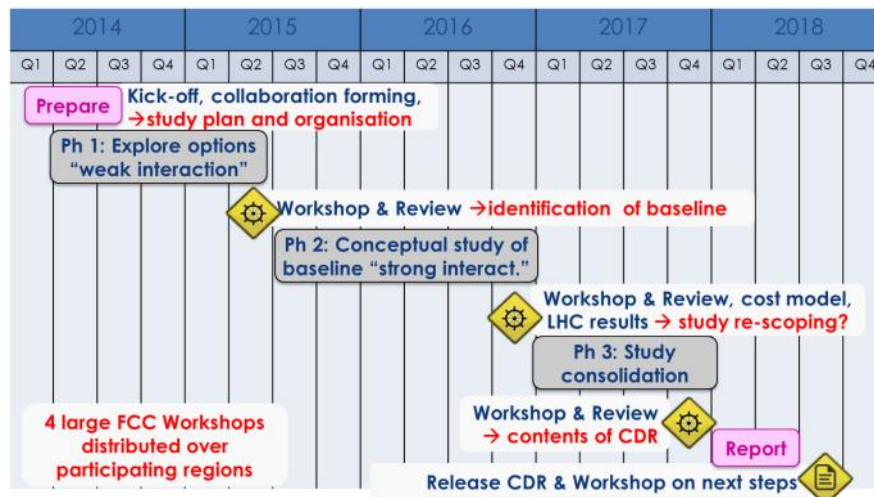 2014 2015 2016 2017 2018
Q1 Q2 Q3 Q4 Q1 Q2 Q3 Q4 Q1 Q2 Q3 Q4 Q1 Q2 Q3 Q4 Q1 Q2 Q3 Q4
Prepare
Kick-off, collaboration forming,
→study plan and organisation
Ph 1: Explore options
“weak interaction”
Workshop & Review →identification of baseline
Ph 2: Conceptual study of
baseline “strong interact.”
Workshop & Review, cost model,
LHC results → study re-scoping?
Ph 3: Study
consolidation
Workshop & Review
→ contents of CDR
4 large FCC Workshops
distributed over
participating regions
Report
Release CDR & Workshop on next steps